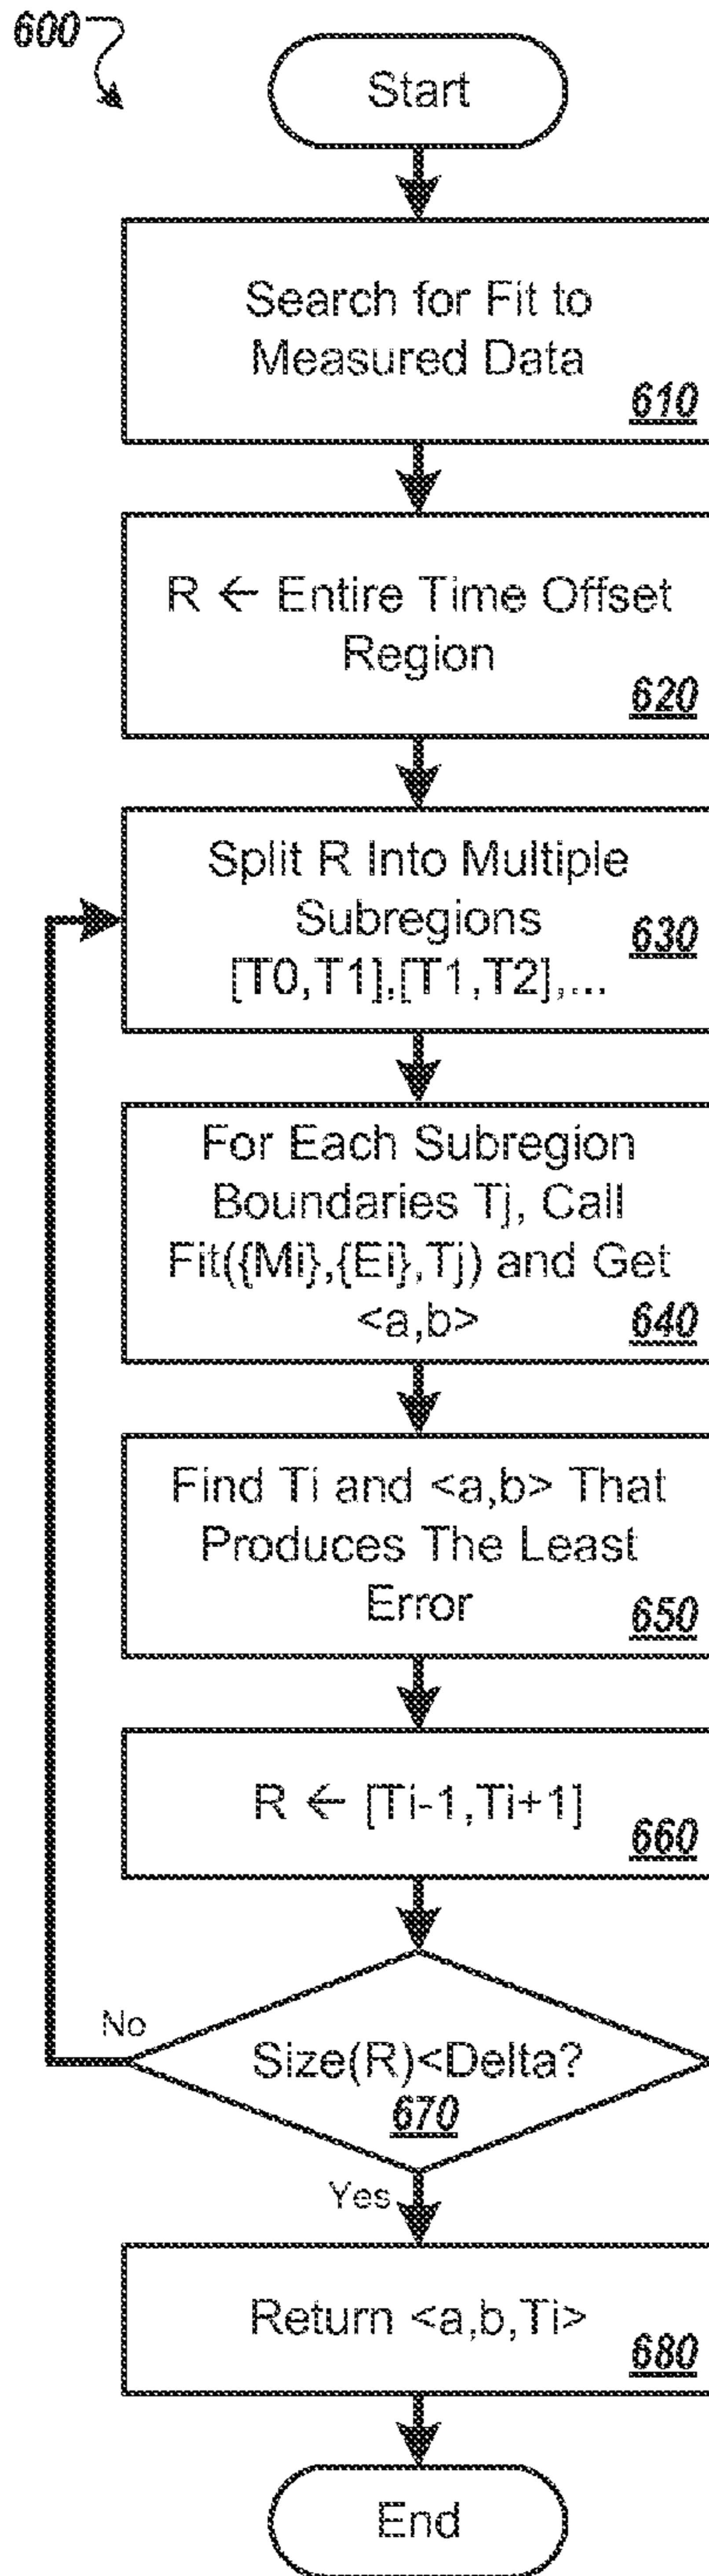 600
Start
Search for Fit to
Measured Data
610
R ← Entire Time Offset
Region
620
Split R Into Multiple
Subregions
[T0,T1],[T1,T2],...
630
For Each Subregion
Boundaries Tj, Call
Fit({Mi},{Ei},Tj) and Get
<a,b>
640
Find Ti and <a,b> That
Produces The Least
Error
650
R ← [Ti-1,Ti+1]
660
No
Size(R)<Delta?
670
Yes
Return <a,b,Ti>
680
End